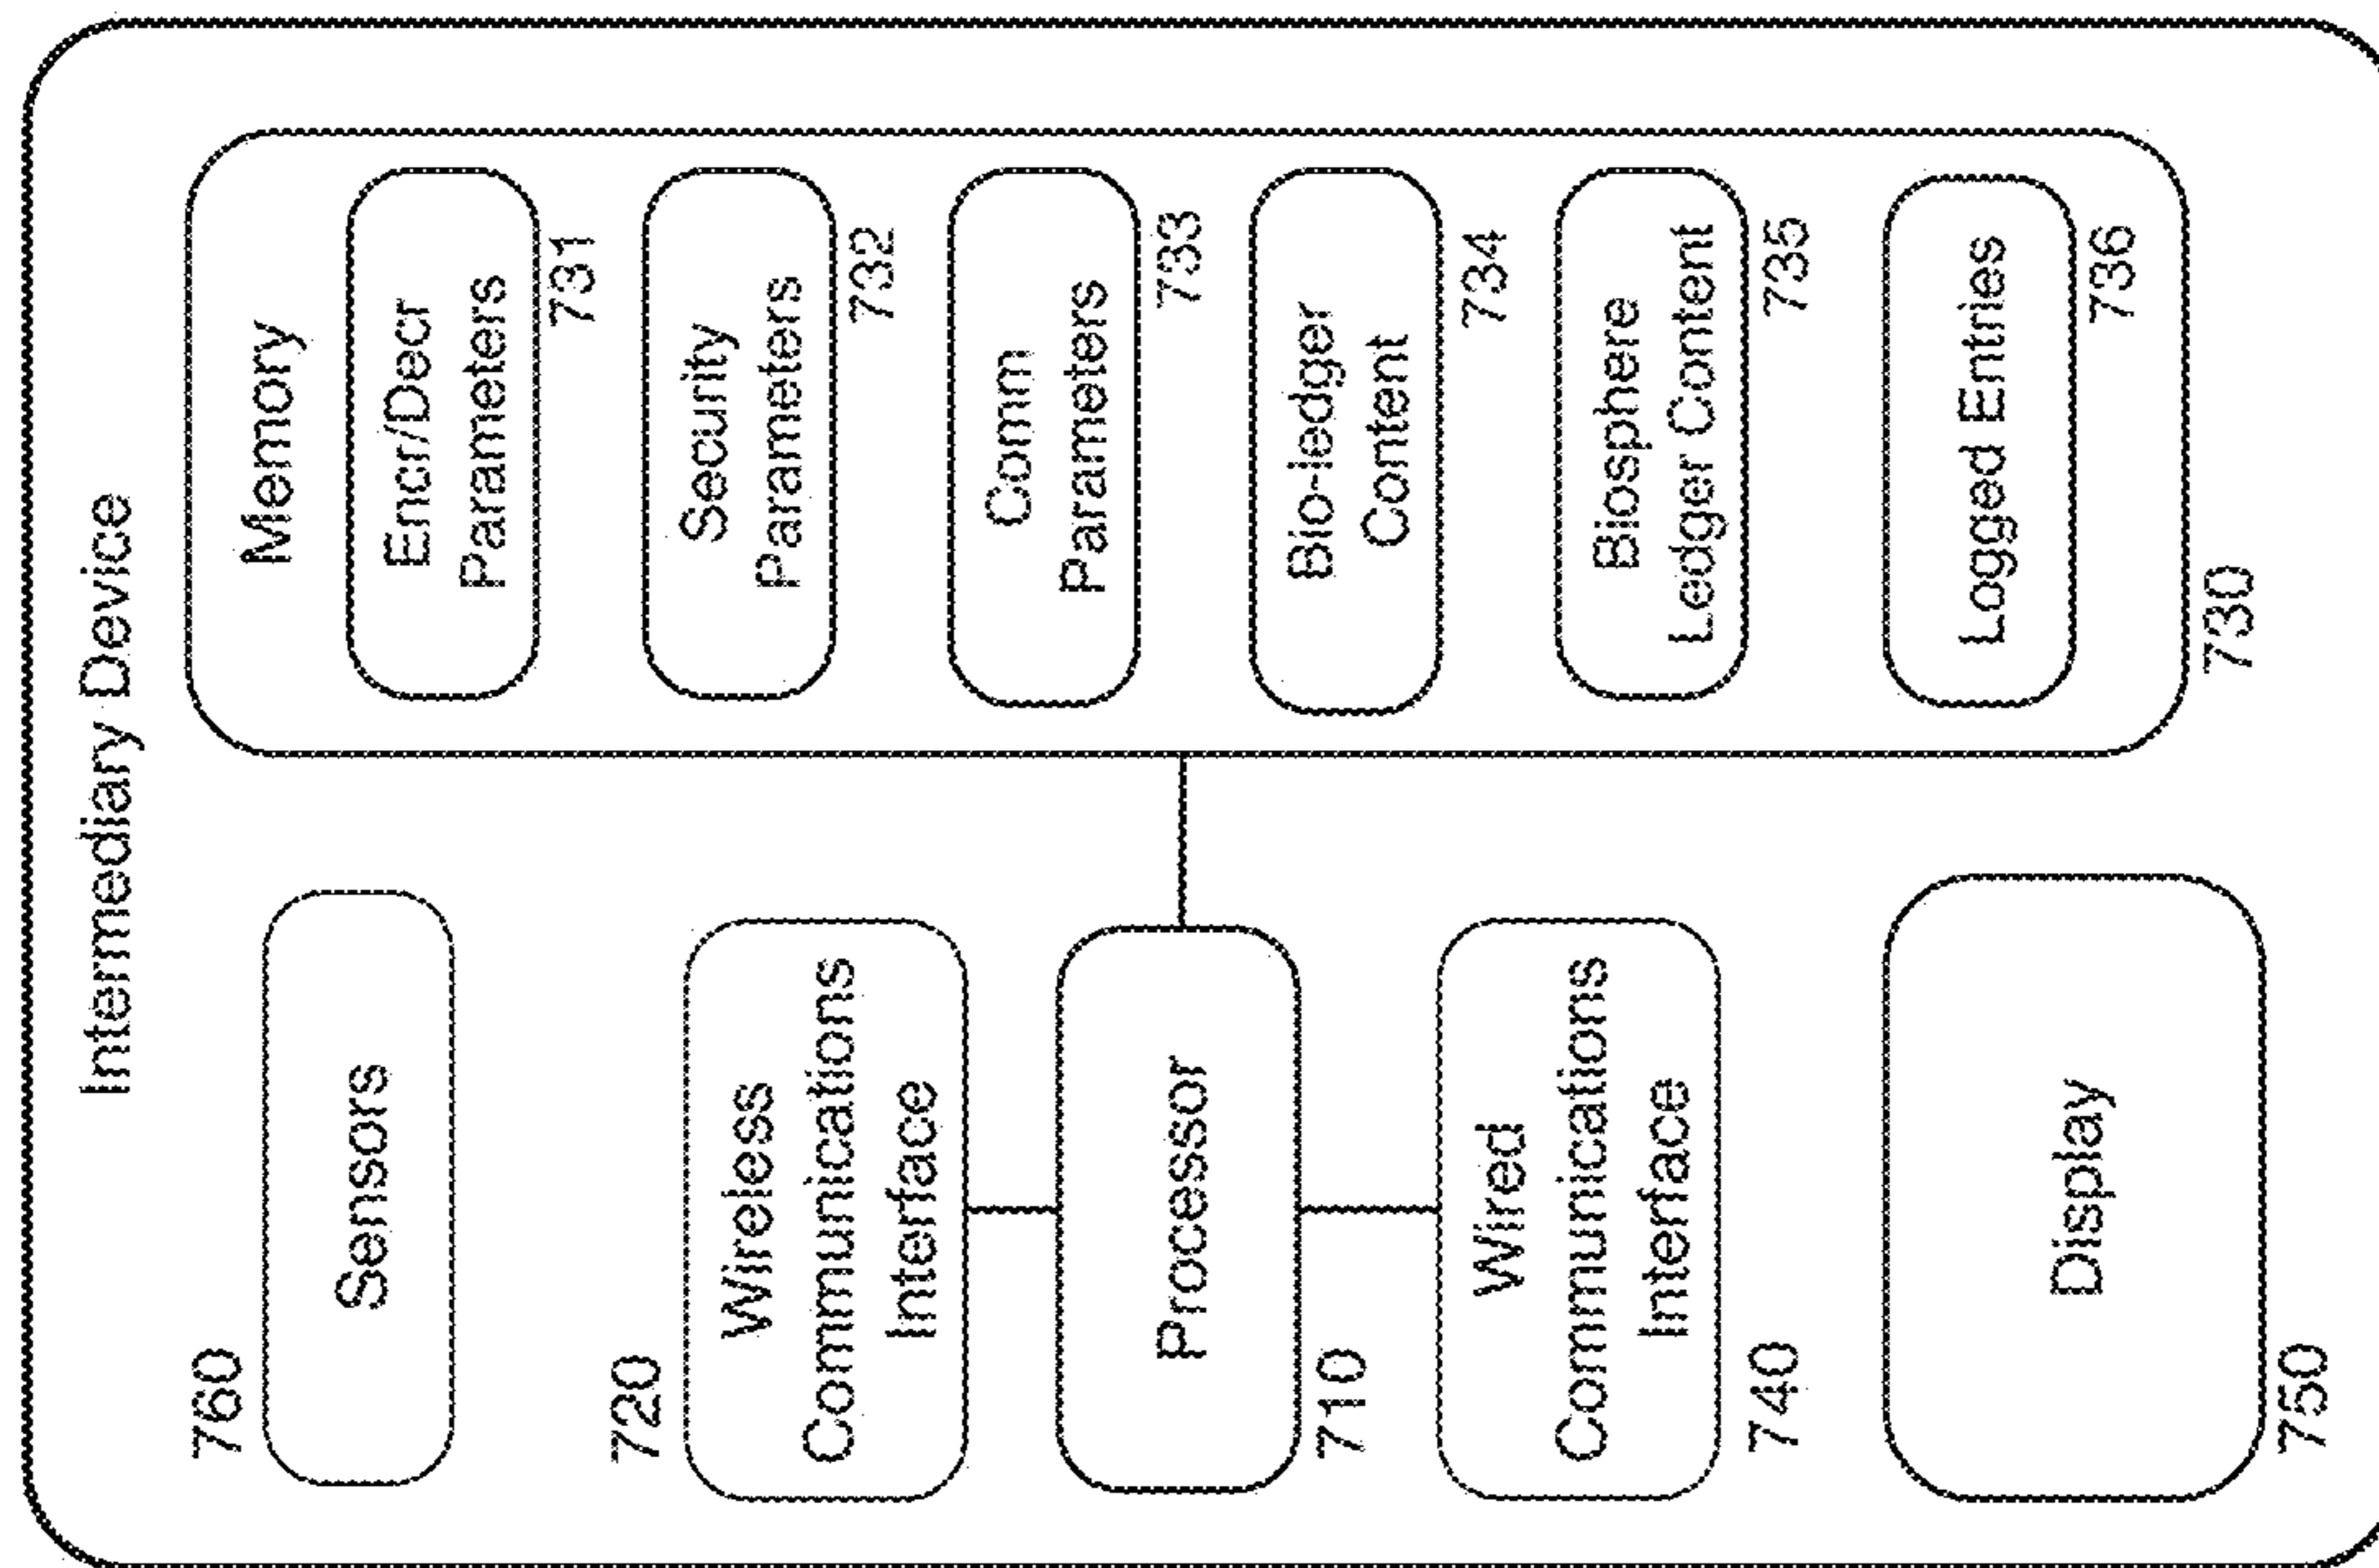 Intermediary Device
760
Sensors
720
Wireless
Communications
Interface
Processor
710
Wired
Communications
Interface
740
Display
750
Memory
Encr/Decr
Parameters
731
Security
Parameters
732
Comm
Parameters
733
Bio-ledger
Content
734
Biosphere
Ledger Content
735
Logged Entries
736
730